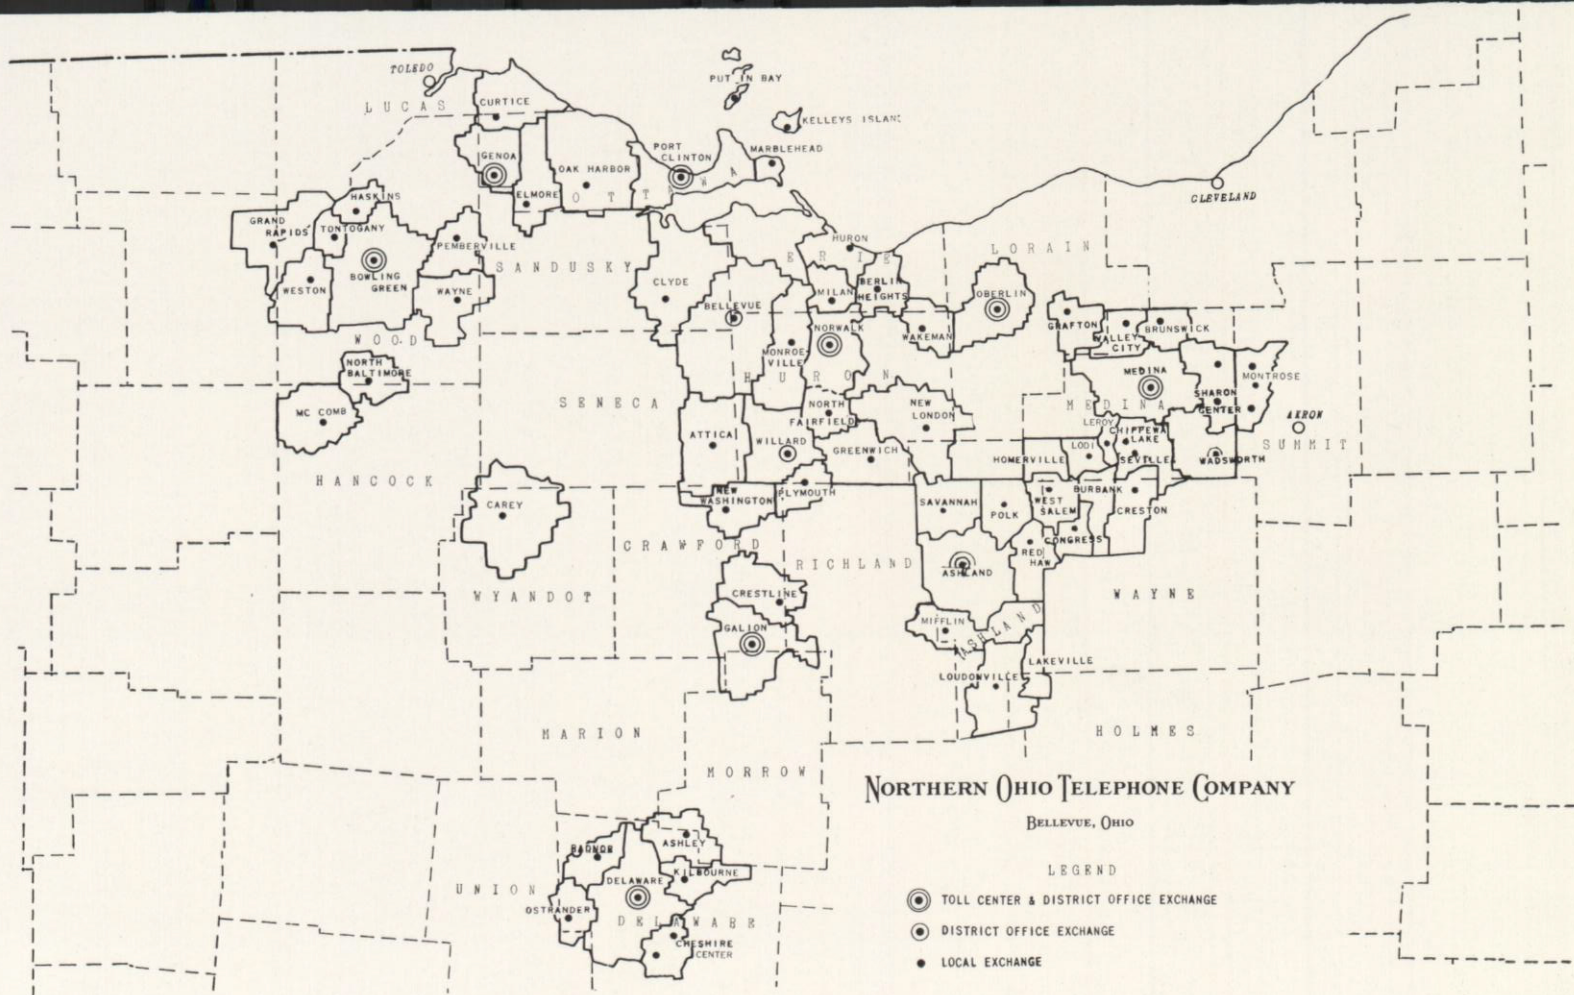 TOLEDO
LUCAS
CURTICE
PUT IN BAY
KELLEYS ISLAND
GENOA
PORT
CLINTON
MARBLEHEAD
OAK HARBOR
ELMORE
OTTAWA
CLEVELAND
HASKINS
GRAND
RAPIDS
TONTOGANY
PEMBERVILLE
BOWLING
GREEN
WESTON
WAYNE
WOOD
SANDUSKY
CLYDE
HURON
ERIE
LORAIN
MILAN
BERLIN
HEIGHTS
OBERLIN
BELLEVUE
NORWALK
WAKEMAN
GRAFTON
VALLEY
CITY
BRUNSWICK
MONROE-
VILLE
HURON
NORTH
BALTIMORE
MC COMB
SENECA
MEDINA
MONTROSE
SHARON
CENTER
MEDINA
AKRON
SUMMIT
NORTH
FAIRFIELD
NEW
LONDON
ATTICA
WILLARD
GREENWICH
LEROY
CHIPPEWA
LAKE
LODI
HOMERVILLE
SEVILLE
WADSWORTH
HANCOCK
CAREY
NEW
WASHINGTON
PLYMOUTH
SAVANNAH
POLK
WEST
SALEM
BURBANK
CRESTON
CONGRESS
RED
HAW
CRAWFORD
RICHLAND
ASHLAND
WYANDOT
CRESTLINE
GALION
MIFFLIN
ASHLAND
WAYNE
LAKEVILLE
LOUDONVILLE
MARION
MORROW
HOLMES
NORTHERN OHIO TELEPHONE COMPANY
BELLEVUE, OHIO
ASHLEY
RADNOR
KILBOURNE
DELAWARE
UNION
OSTRANDER
DELAWARE
CHESHIRE
CENTER
LEGEND
TOLL CENTER & DISTRICT OFFICE EXCHANGE
DISTRICT OFFICE EXCHANGE
LOCAL EXCHANGE